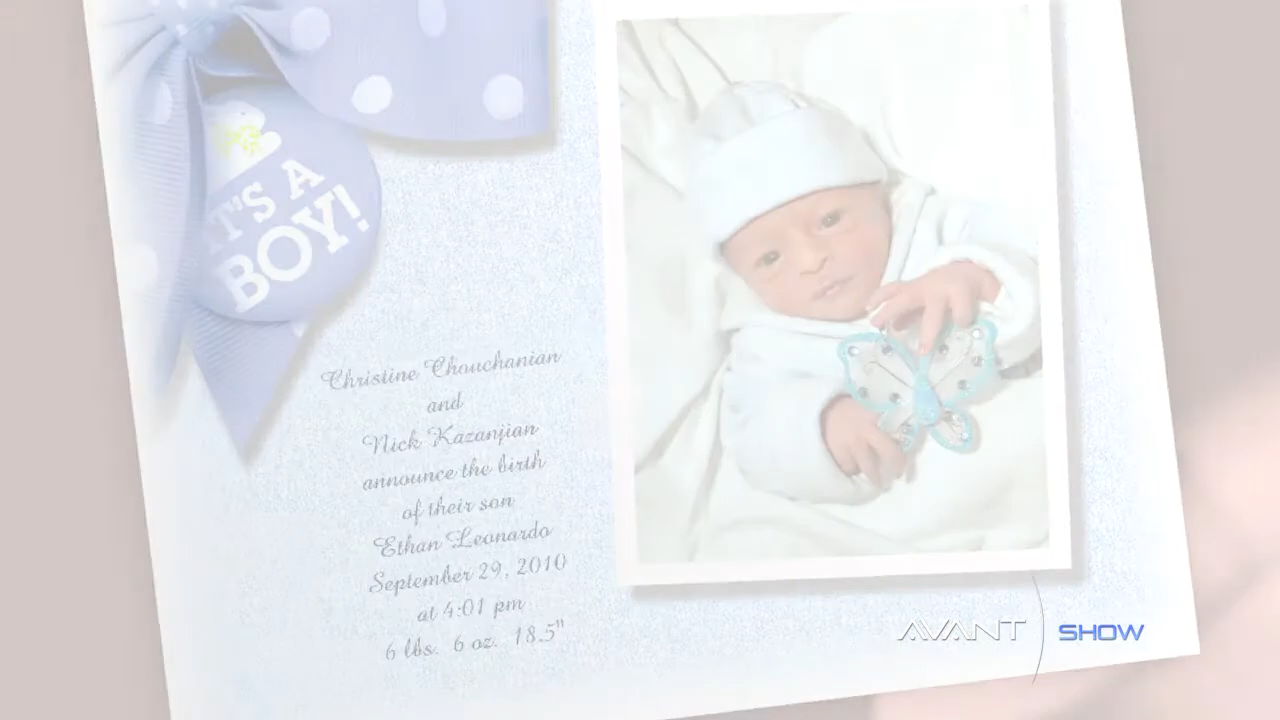 IT'S A
BOY!
Christine Chouchanian
and
Nick Kazanjian
announce the birth
of their son
Ethan Leonardo
September 29, 2010
at 4:01 pm
6 lbs. 6 oz. 18.5"
AVANT SHOW